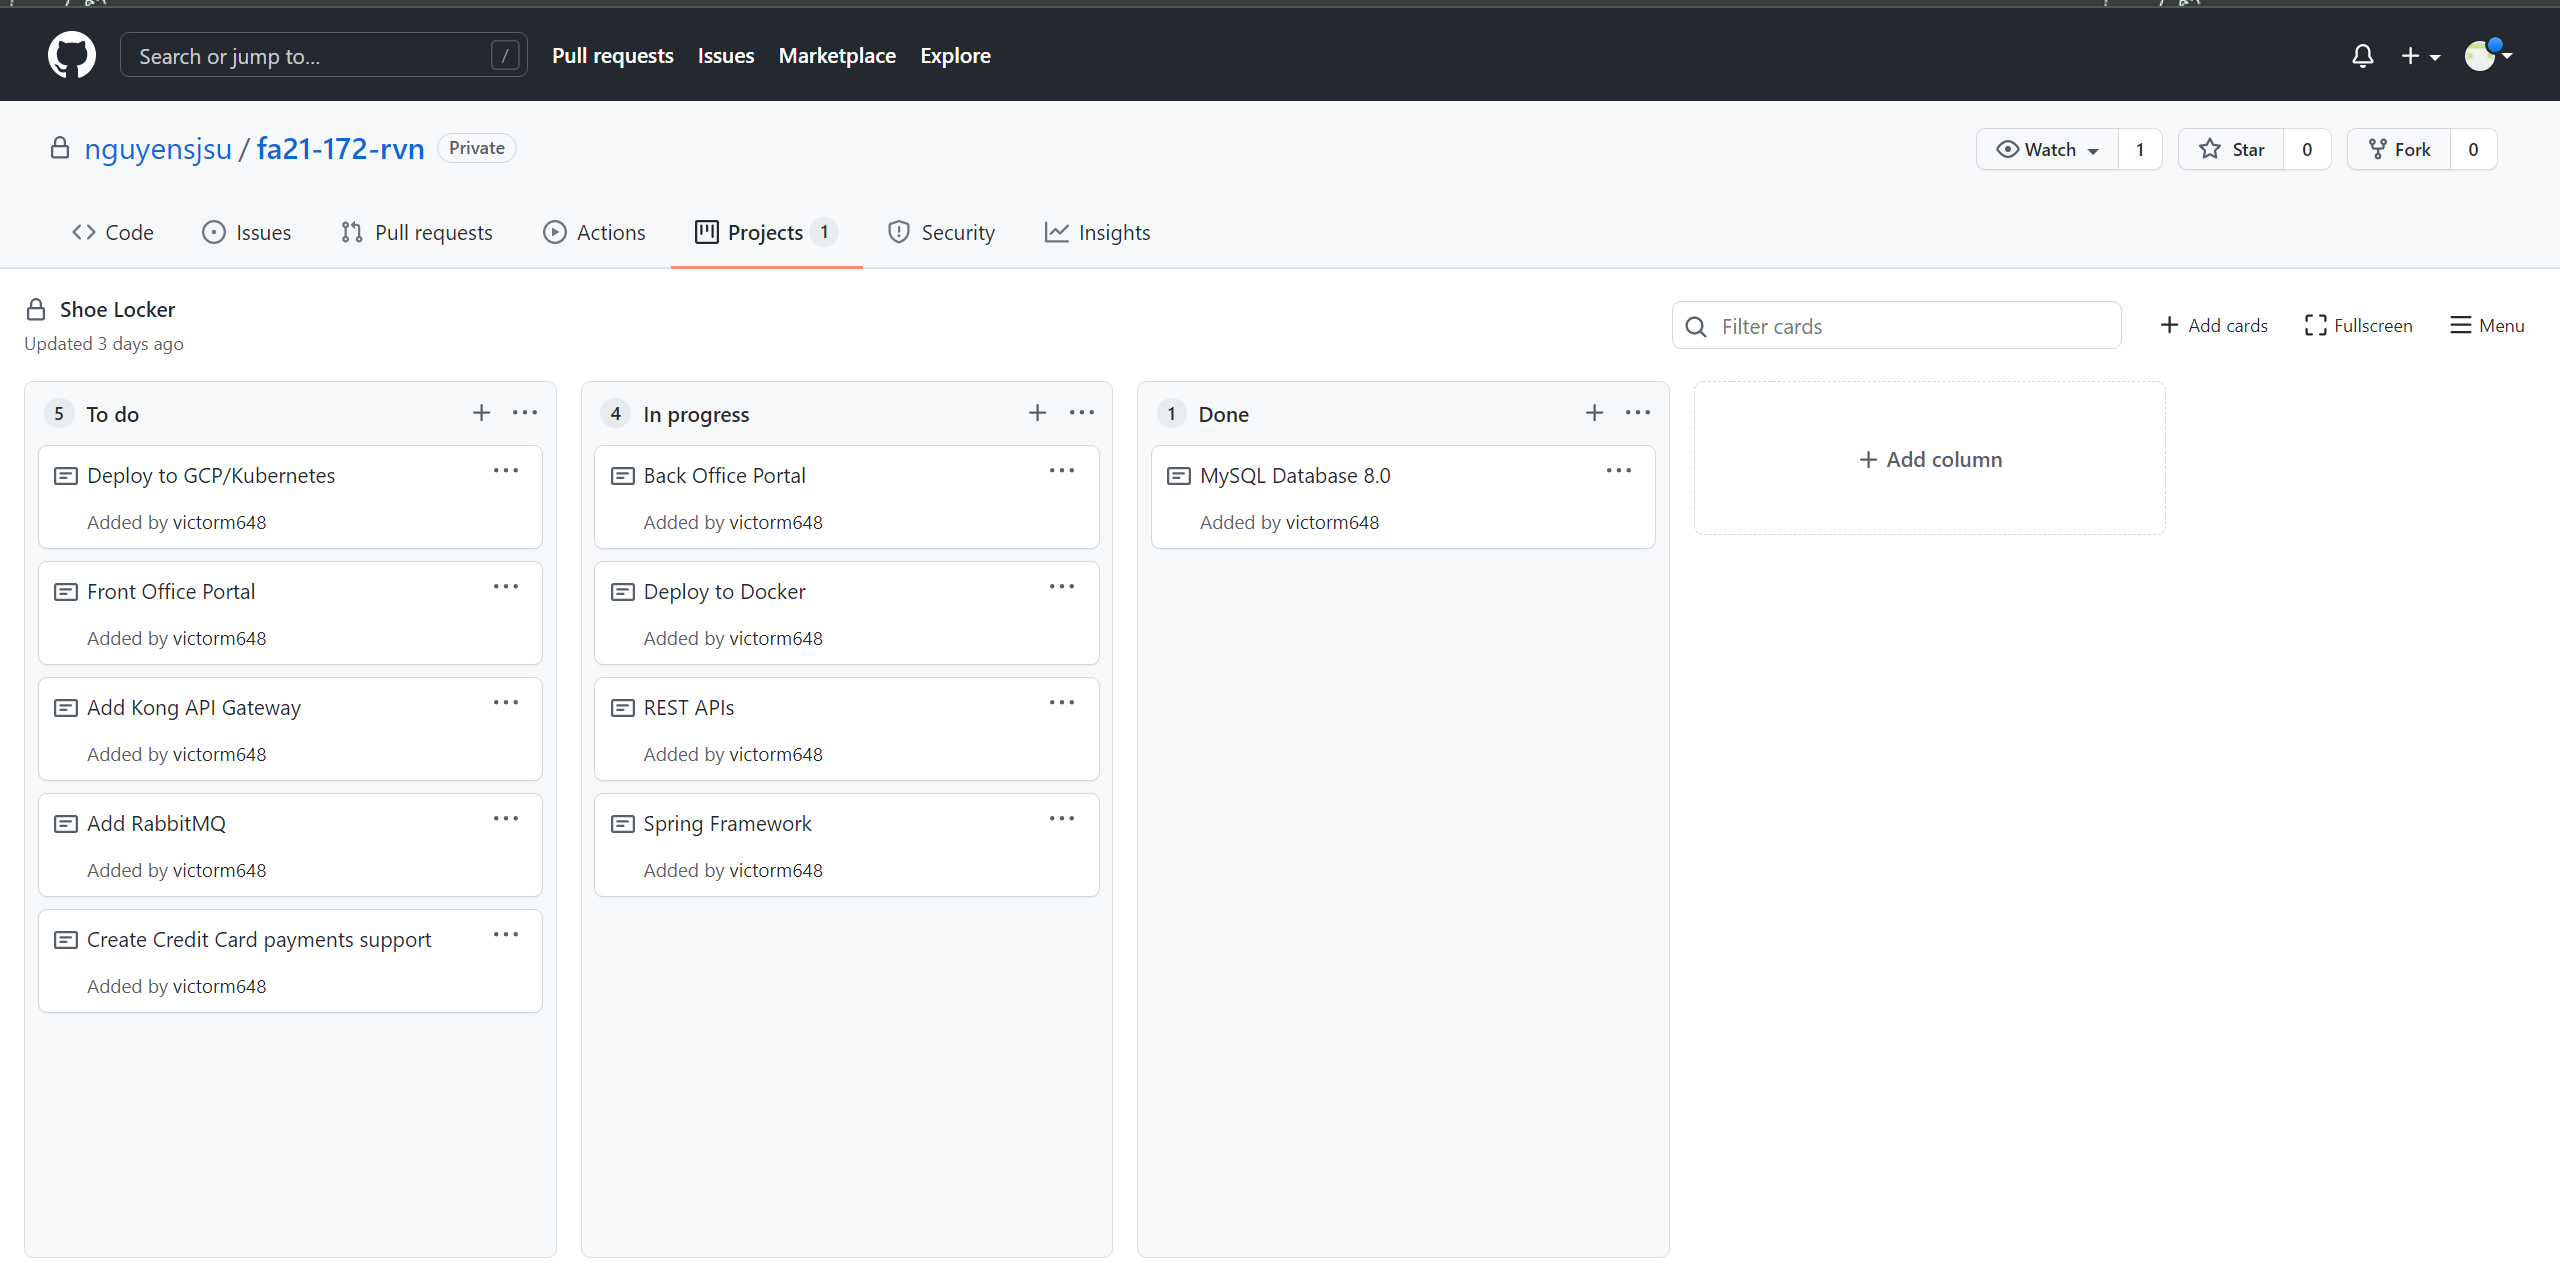 Search or jump to... / Pull requests Issues Marketplace Explore
nguyensjsu / fa21-172-rvn Private Watch 1 Star 0 Fork 0
Code Issues Pull requests Actions Projects 1 Security Insights
Shoe Locker
Updated 3 days ago
Filter cards Add cards Fullscreen Menu
5 To do
Deploy to GCP/Kubernetes
Added by victorm648
Front Office Portal
Added by victorm648
Add Kong API Gateway
Added by victorm648
Add RabbitMQ
Added by victorm648
Create Credit Card payments support
Added by victorm648
4 In progress
Back Office Portal
Added by victorm648
Deploy to Docker
Added by victorm648
REST APIs
Added by victorm648
Spring Framework
Added by victorm648
1 Done
MySQL Database 8.0
Added by victorm648
Add column